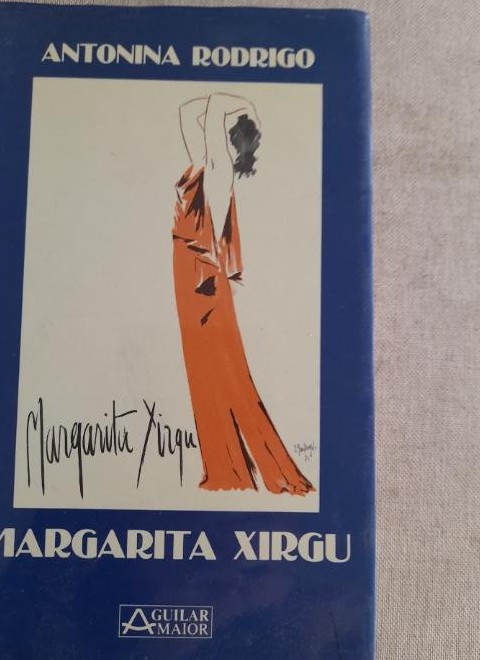 ANTONINA RODRIGO
Margarita Xirgu
MARGARITA XIRGU
AGUILAR
MAIOR